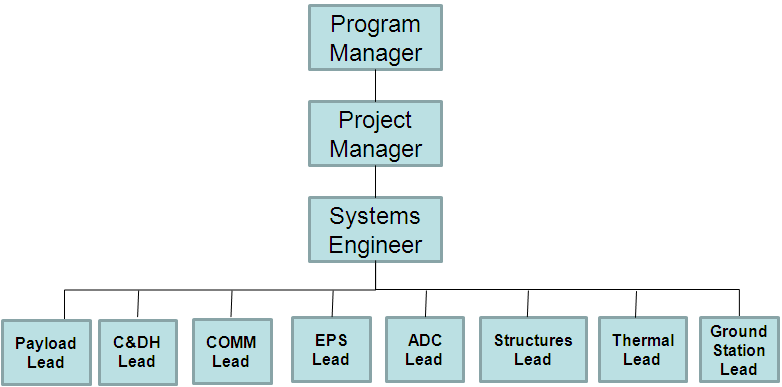 Program
Manager
Project
Manager
Systems
Engineer
Payload
Lead
C&DH
Lead
COMM
Lead
EPS
Lead
ADC
Lead
Structures
Lead
Thermal
Lead
Ground
Station
Lead